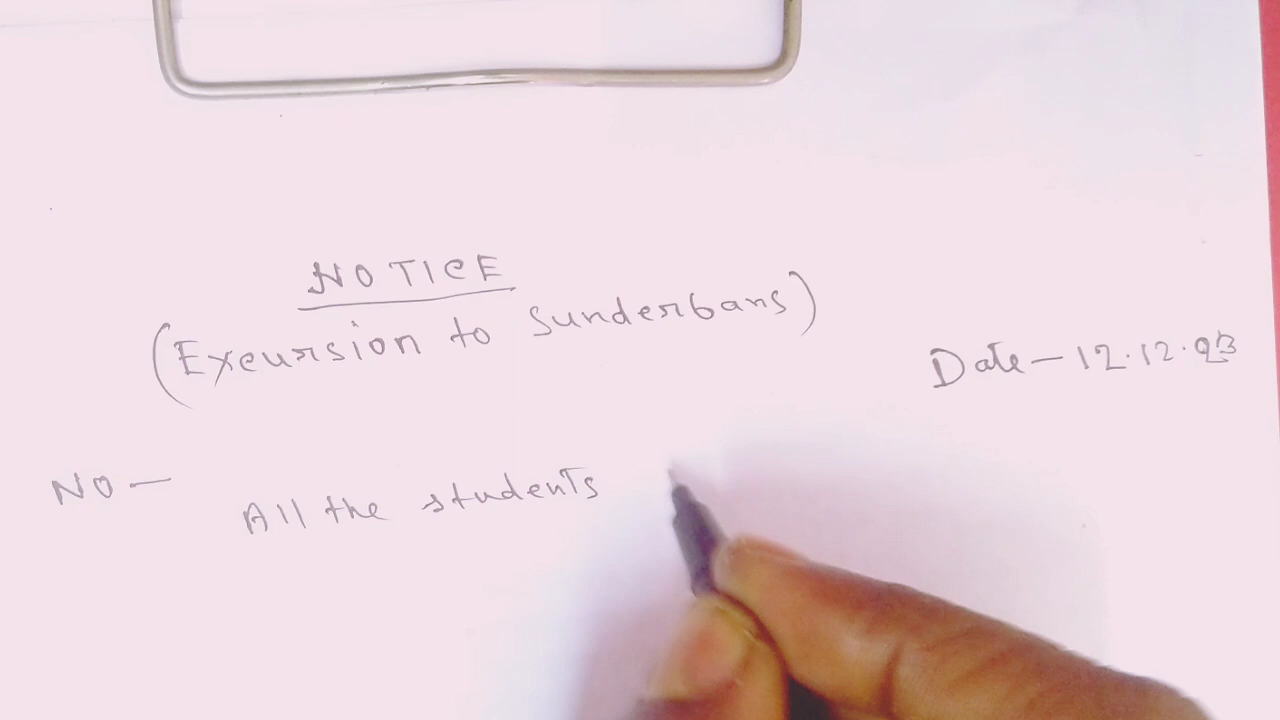 NOTICE
(Excursion to Sunderbans)
Date - 12.12.23
NO -
All the students